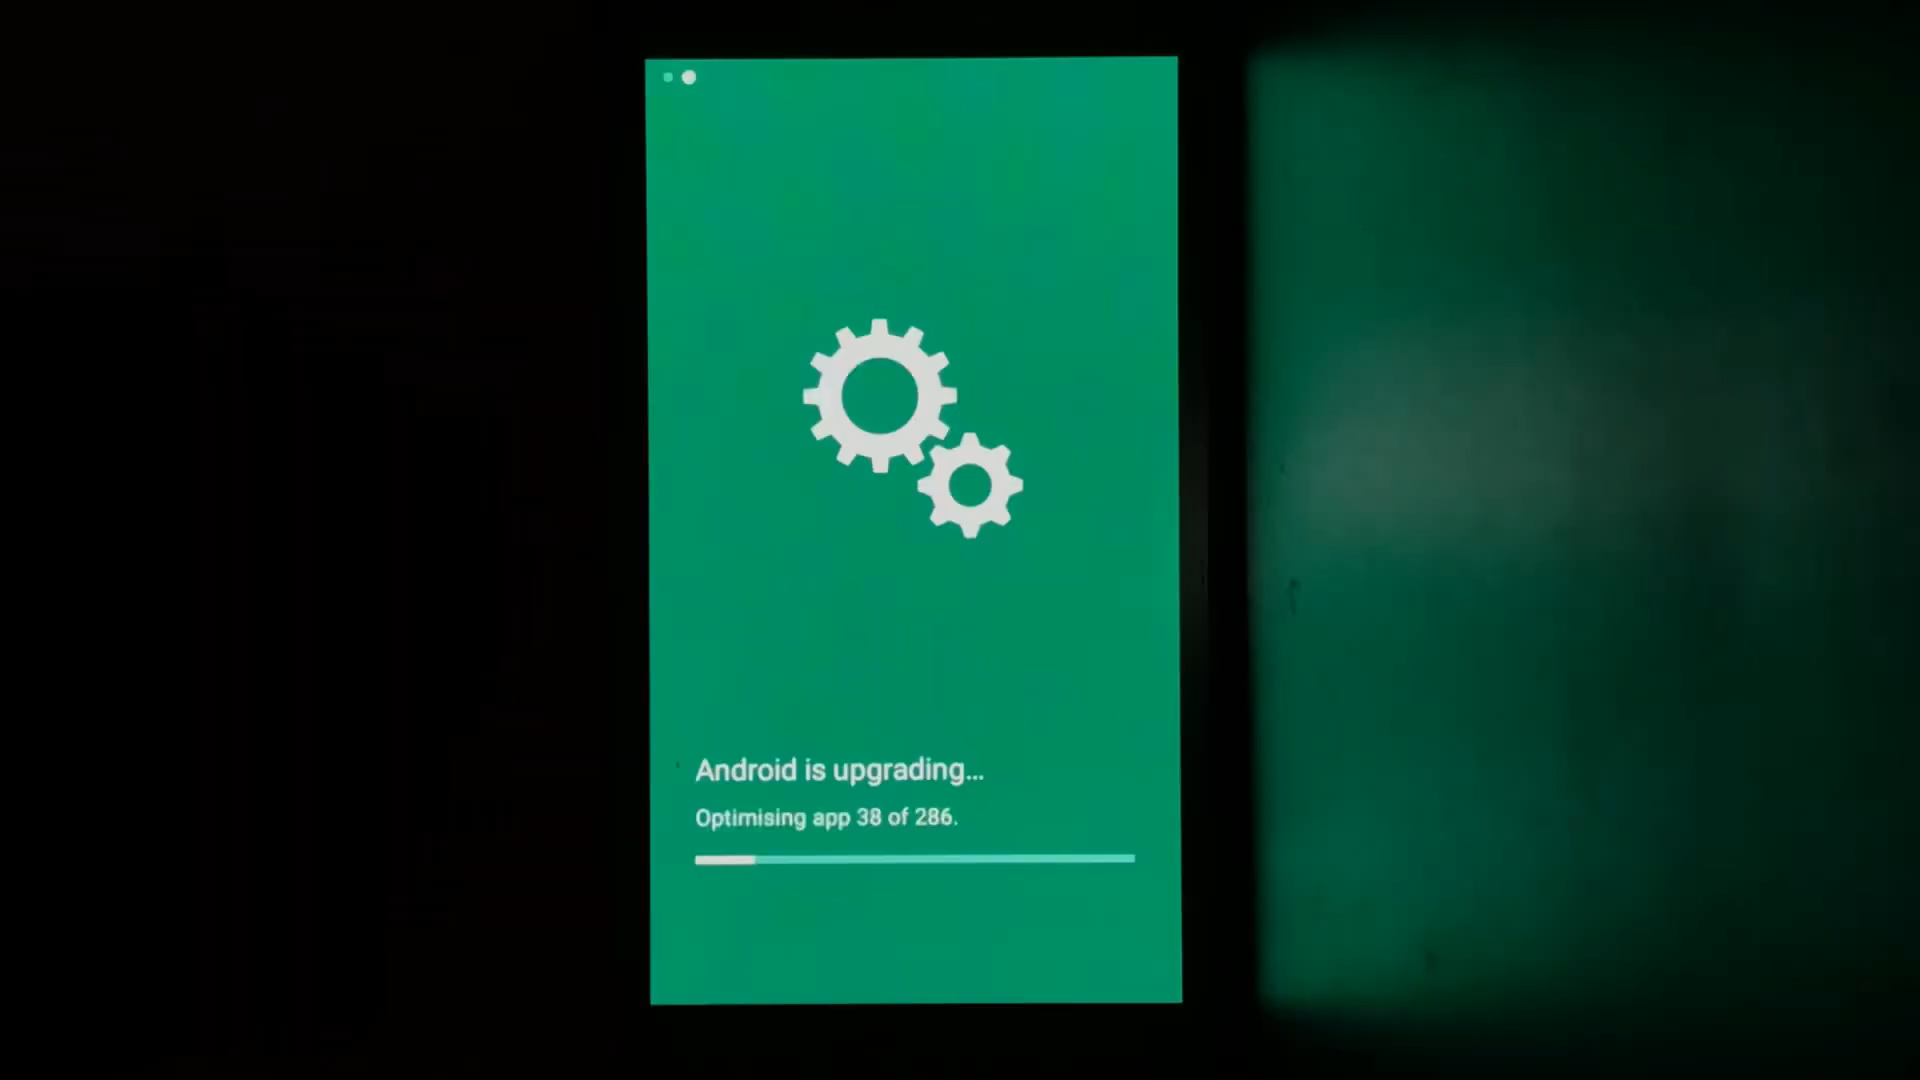 Android is upgrading...
Optimising app 38 of 286.